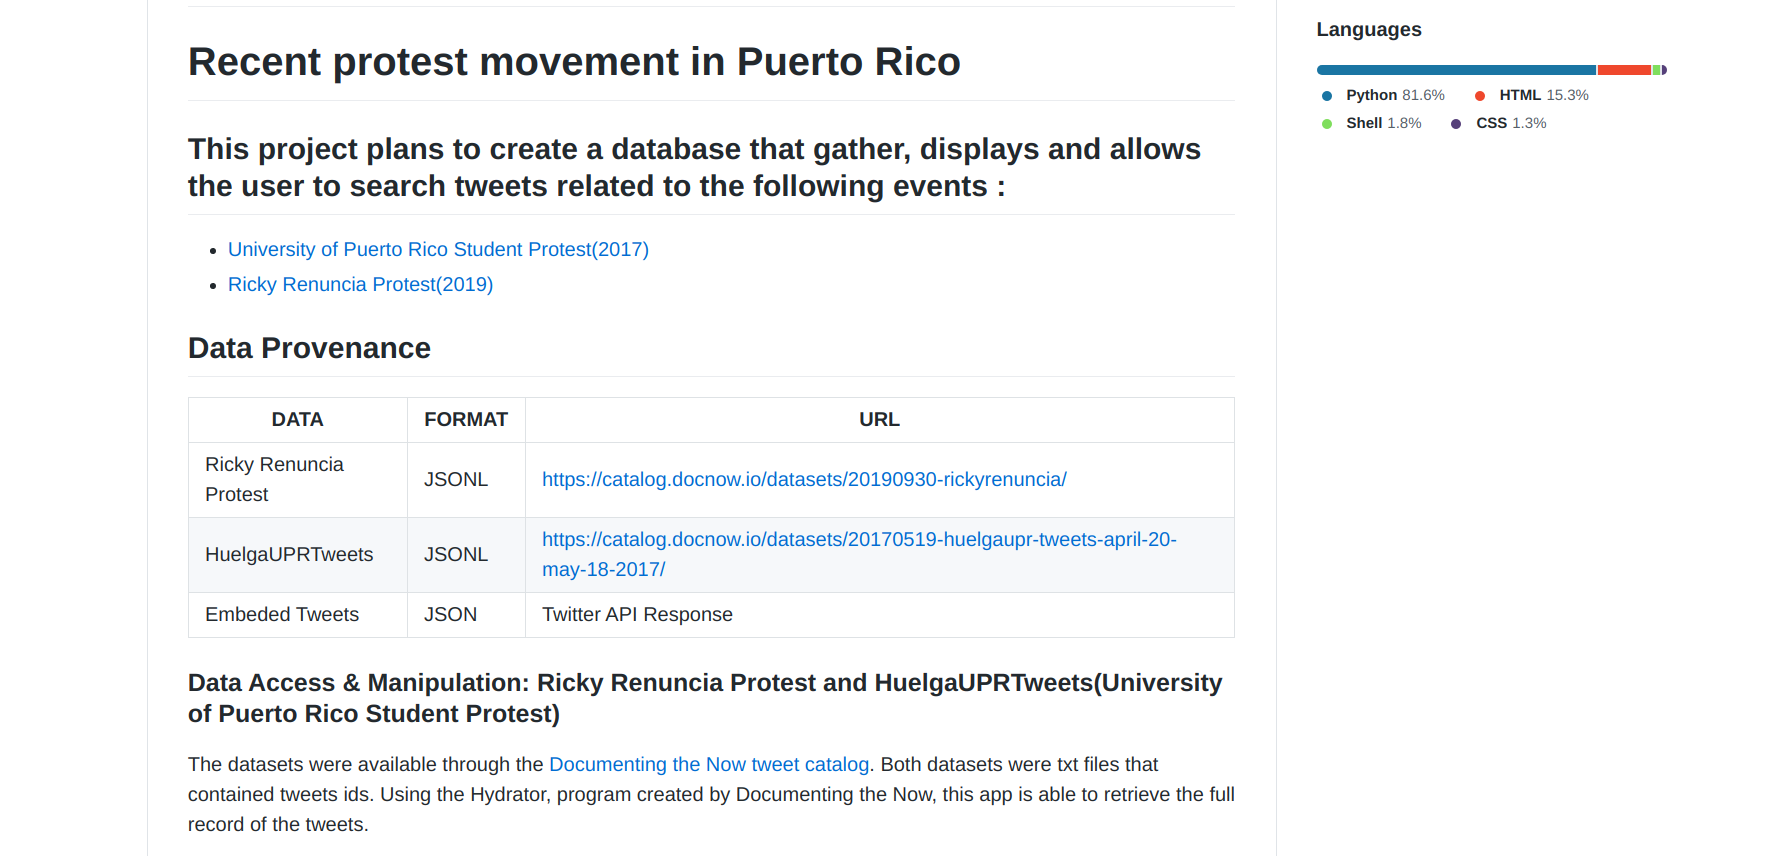 Recent protest movement in Puerto Rico
This project plans to create a database that gather, displays and allows
the user to search tweets related to the following events :
University of Puerto Rico Student Protest(2017)
Ricky Renuncia Protest(2019)
Data Provenance
DATA FORMAT URL
Ricky Renuncia
Protest
JSONL
https://catalog.docnow.io/datasets/20190930-rickyrenuncia/
HuelgaUPRTweets
JSONL
https://catalog.docnow.io/datasets/20170519-huelgaupr-tweets-april-20-
may-18-2017/
Embeded Tweets JSON Twitter API Response
Data Access & Manipulation: Ricky Renuncia Protest and HuelgaUPRTweets(University
of Puerto Rico Student Protest)
The datasets were available through the Documenting the Now tweet catalog. Both datasets were txt files that
contained tweets ids. Using the Hydrator, program created by Documenting the Now, this app is able to retrieve the full
record of the tweets.
Languages
Python 81.6% HTML 15.3%
Shell 1.8% CSS 1.3%